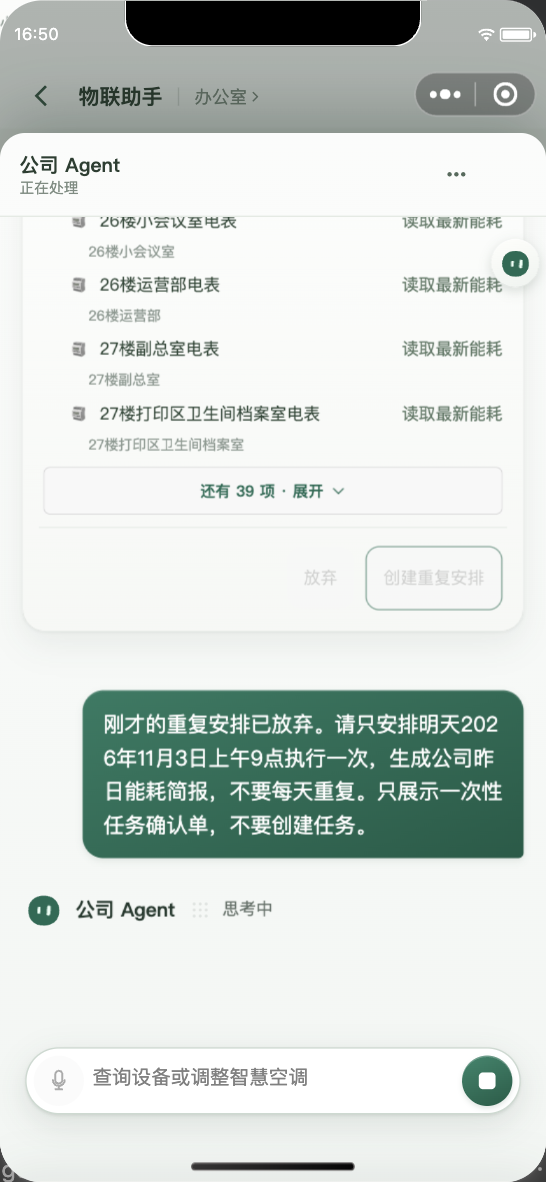 16:50
物联助手
办公室
公司 Agent
正在处理
26楼小会议室电表 读取最新能耗
26楼小会议室
26楼运营部电表 读取最新能耗
26楼运营部
27楼副总室电表 读取最新能耗
27楼副总室
27楼打印区卫生间档案室电表 读取最新能耗
27楼打印区卫生间档案室
还有 39 项 · 展开
放弃 创建重复安排
刚才的重复安排已放弃。请只安排明天202
6年11月3日上午9点执行一次，生成公司昨
日能耗简报，不要每天重复。只展示一次性
任务确认单，不要创建任务。
公司 Agent 思考中
查询设备或调整智慧空调